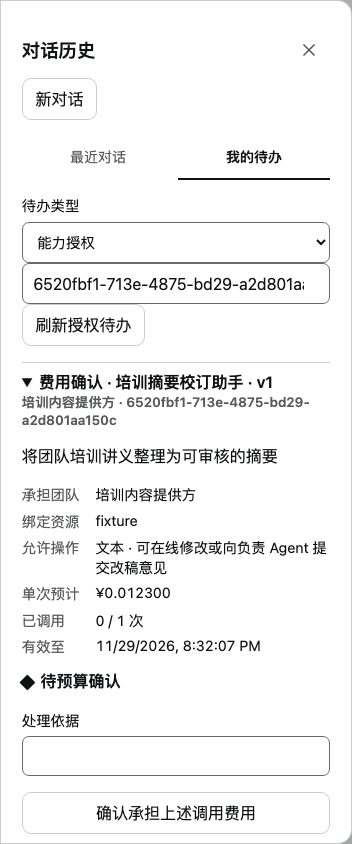 对话历史
新对话
最近对话 我的待办
待办类型
能力授权
6520fbf1-713e-4875-bd29-a2d801aa
刷新授权待办
▼ 费用确认 · 培训摘要校订助手 · v1
培训内容提供方 · 6520fbf1-713e-4875-bd29-
a2d801aa150c
将团队培训讲义整理为可审核的摘要
承担团队 培训内容提供方
绑定资源 fixture
允许操作 文本 · 可在线修改或向负责 Agent 提
交改稿意见
单次预计 ¥0.012300
已调用 0 / 1 次
有效至 11/29/2026, 8:32:07 PM
◆ 待预算确认
处理依据
确认承担上述调用费用